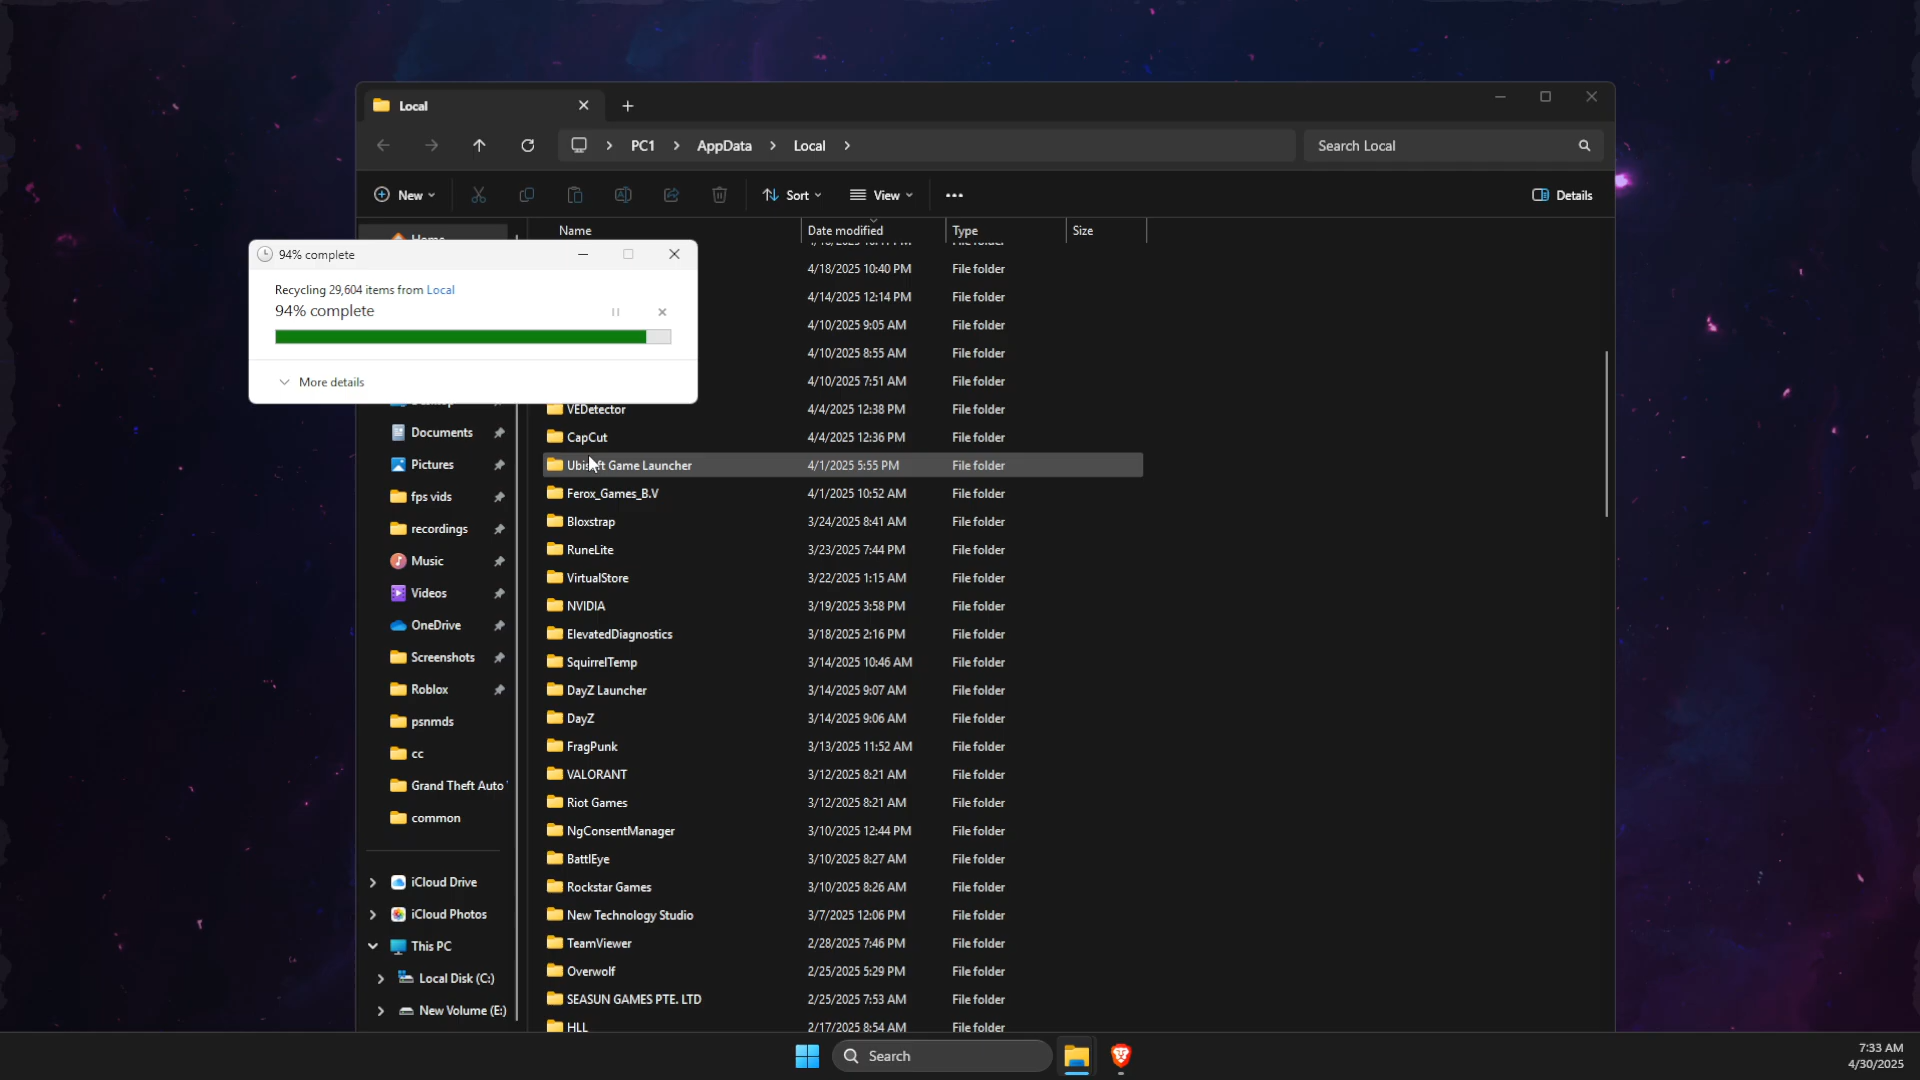 Local
PC1
AppData
Local
Search Local
New
Sort
View
Details
Name
Date modified
Type
Size
94% complete
Recycling 29,604 items from Local
94% complete
More details
4/18/2025 10:40 PM File folder
4/14/2025 12:14 PM File folder
4/10/2025 9:05 AM File folder
4/10/2025 8:55 AM File folder
4/10/2025 7:51 AM File folder
VEDetector 4/4/2025 12:38 PM File folder
CapCut 4/4/2025 12:36 PM File folder
Ubisoft Game Launcher 4/1/2025 5:55 PM File folder
Ferox_Games_B.V 4/1/2025 10:52 AM File folder
Bloxstrap 3/24/2025 8:41 AM File folder
RuneLite 3/23/2025 7:44 PM File folder
VirtualStore 3/22/2025 1:15 AM File folder
NVIDIA 3/19/2025 3:58 PM File folder
ElevatedDiagnostics 3/18/2025 2:16 PM File folder
SquirrelTemp 3/14/2025 10:46 AM File folder
DayZ Launcher 3/14/2025 9:07 AM File folder
DayZ 3/14/2025 9:06 AM File folder
FragPunk 3/13/2025 11:52 AM File folder
VALORANT 3/12/2025 8:21 AM File folder
Riot Games 3/12/2025 8:21 AM File folder
NgConsentManager 3/10/2025 12:44 PM File folder
BattlEye 3/10/2025 8:27 AM File folder
Rockstar Games 3/10/2025 8:26 AM File folder
New Technology Studio 3/7/2025 12:06 PM File folder
TeamViewer 2/28/2025 7:46 PM File folder
Overwolf 2/25/2025 5:29 PM File folder
SEASUN GAMES PTE. LTD 2/25/2025 7:53 AM File folder
HLL 2/17/2025 8:54 AM File folder
Documents
Pictures
fps vids
recordings
Music
Videos
OneDrive
Screenshots
Roblox
psnmds
cc
Grand Theft Auto
common
iCloud Drive
iCloud Photos
This PC
Local Disk (C:)
New Volume (E:)
Search
7:33 AM
4/30/2025